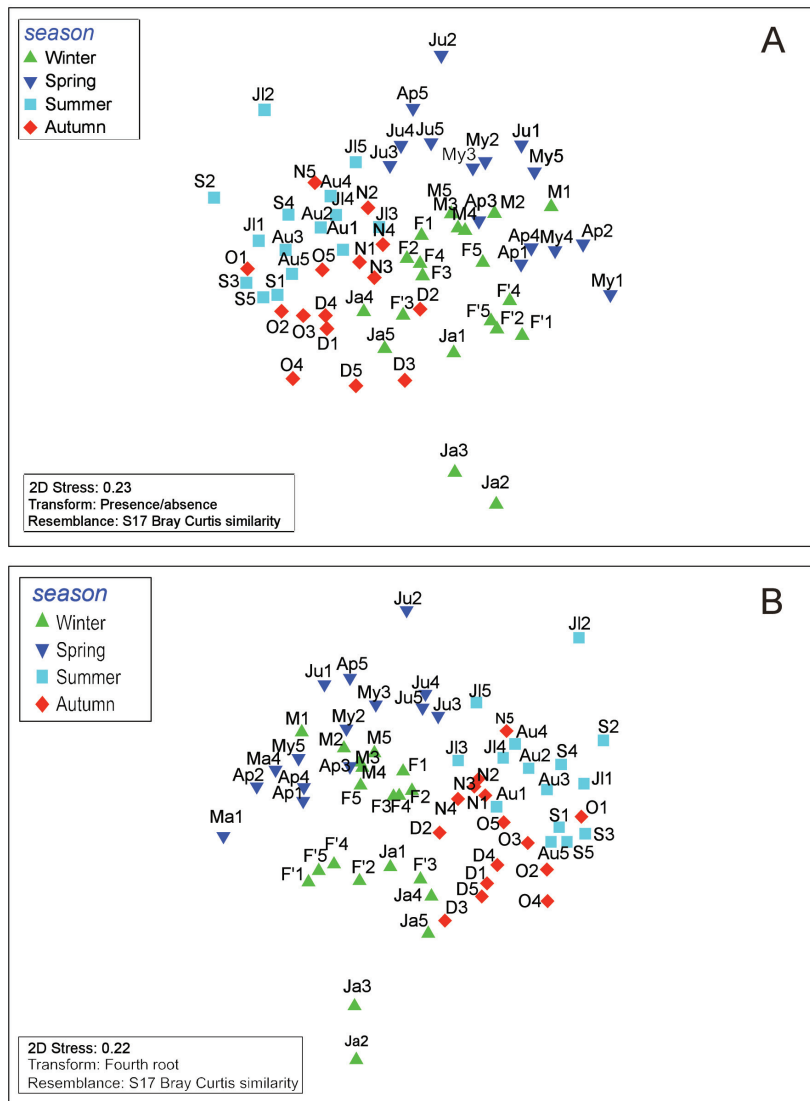 A
season
Winter
Spring
Summer
Autumn
Ju2
Jl2
Ap5
Ju4 Ju5 Ju1
Jl5 My3 My2
Ju3 My5
N5 Au4
S2 N2 M5 Ap3 M2 M1
S4 Jl4 M3
Au2 Jl3 F1 M4
Jl1 Au3 Au1 N4 Ap4 My4 Ap2
O1 Au5 O5 N1 F2 F4 F5 Ap1
S3 S1 N3 F3 My1
S5 D4 Ja4 F'3 D2 F'4
O2 O3 D1 F'5 F'2 F'1
Ja5 Ja1
O4 D5 D3
Ja3
Ja2
2D Stress: 0.23
Transform: Presence/absence
Resemblance: S17 Bray Curtis similarity
B
season
Winter
Spring
Summer
Autumn
Ju2
Jl2
Ju1 Ap5 Ju4
My3 Ju5 Ju3 Jl5
M1 My2 N5 Au4 S2
My5 M2 M5 Jl3 Jl4 Au2 S4
Ma4 Ap3 M3 F1 N2
Ap2 Ap4 M4 N3 Au3 Jl1
Ap1 F5 F3 F4 F2 N4 N1 Au1
Ma1 D2 O5 S1 O1
F'4 Ja1 O3 S3
F'5 F'2 F'3 D4 Au5 S5
F'1 D1 O2
Ja4 D5 O4
Ja5 D3
Ja3
Ja2
2D Stress: 0.22
Transform: Fourth root
Resemblance: S17 Bray Curtis similarity